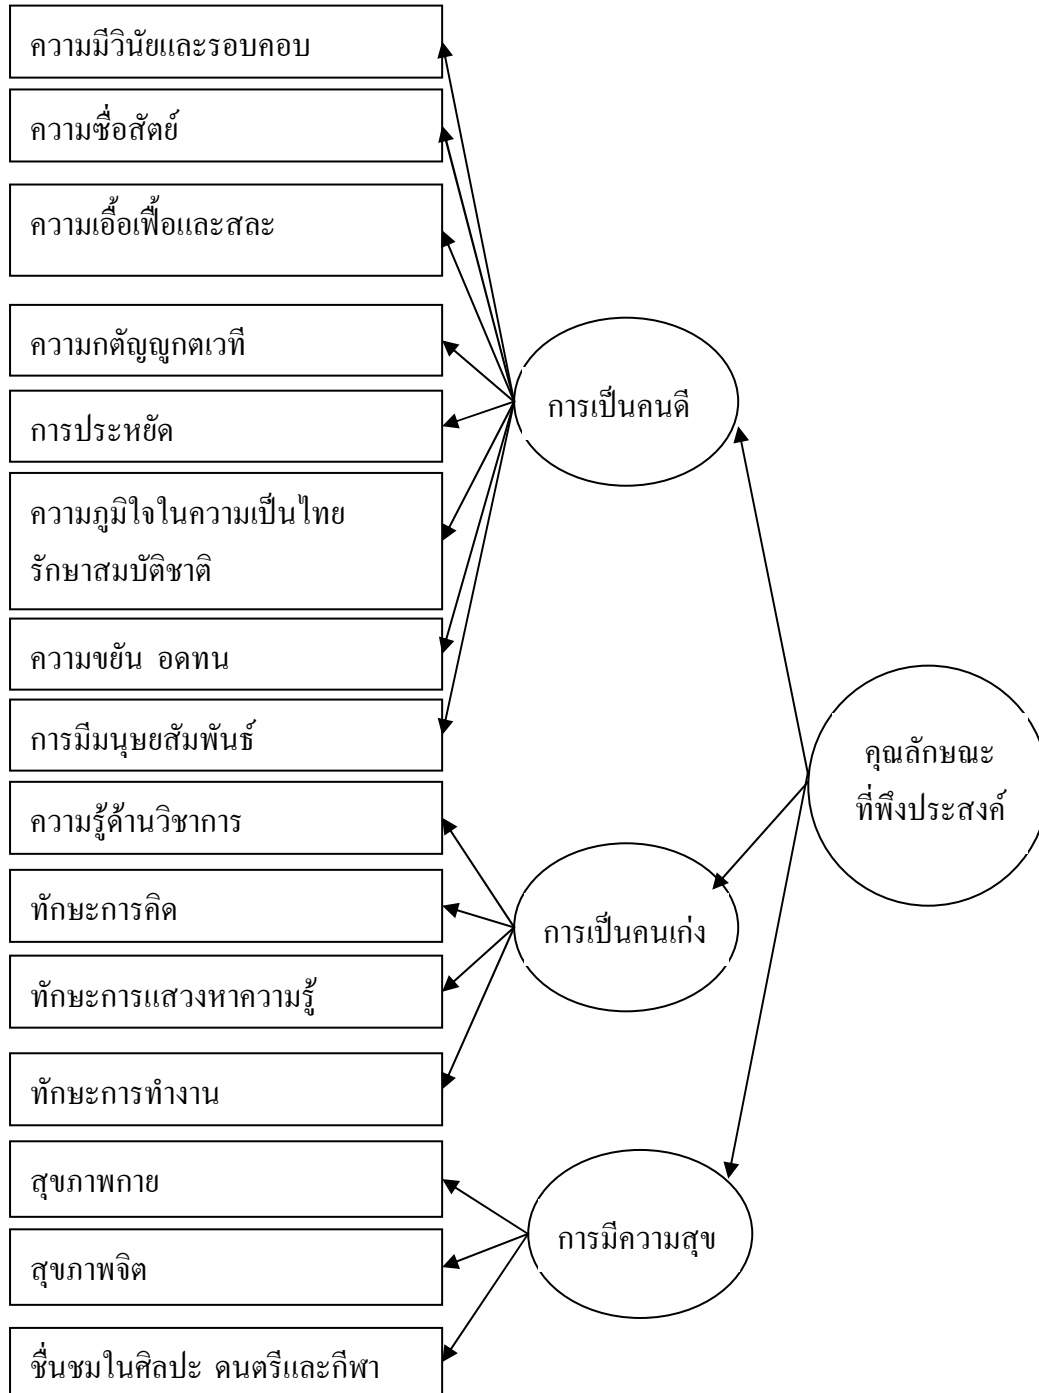 ความมีวินัยและรอบคอบ
ความซื่อสัตย์
ความเอื้อเฟื้อและสละ
ความกตัญญูกตเวที
การประหยัด
ความภูมิใจในความเป็นไทย
รักษาสมบัติชาติ
ความขยัน อดทน
การมีมนุษยสัมพันธ์
ความรู้ด้านวิชาการ
ทักษะการคิด
ทักษะการแสวงหาความรู้
ทักษะการทำงาน
สุขภาพกาย
สุขภาพจิต
ชื่นชมในศิลปะ ดนตรีและกีฬา
การเป็นคนดี
การเป็นคนเก่ง
การมีความสุข
คุณลักษณะ
ที่พึงประสงค์